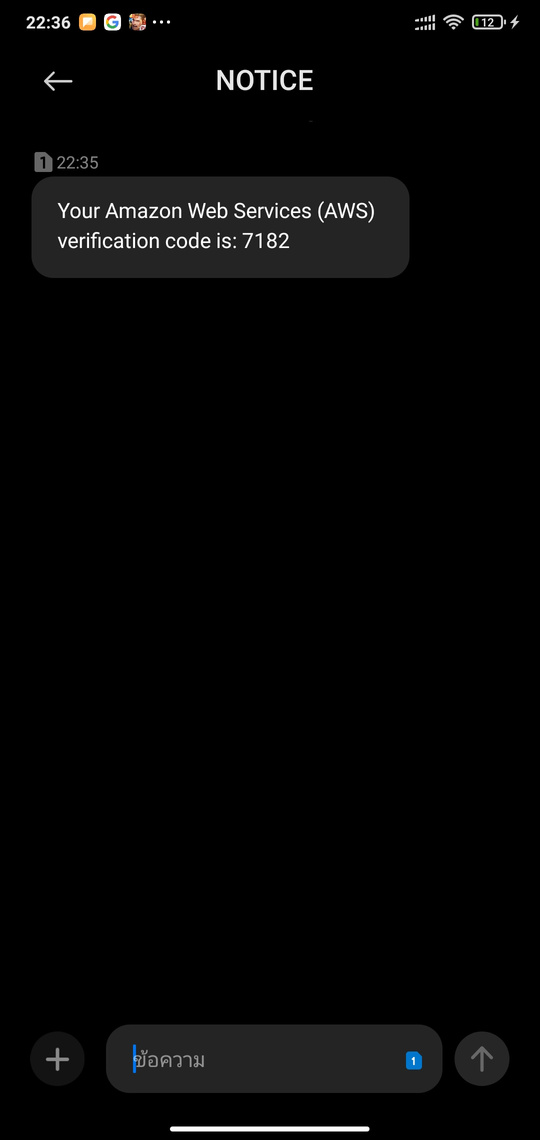 22:36
12
NOTICE
1 22:35
Your Amazon Web Services (AWS)
verification code is: 7182
ข้อความ
1